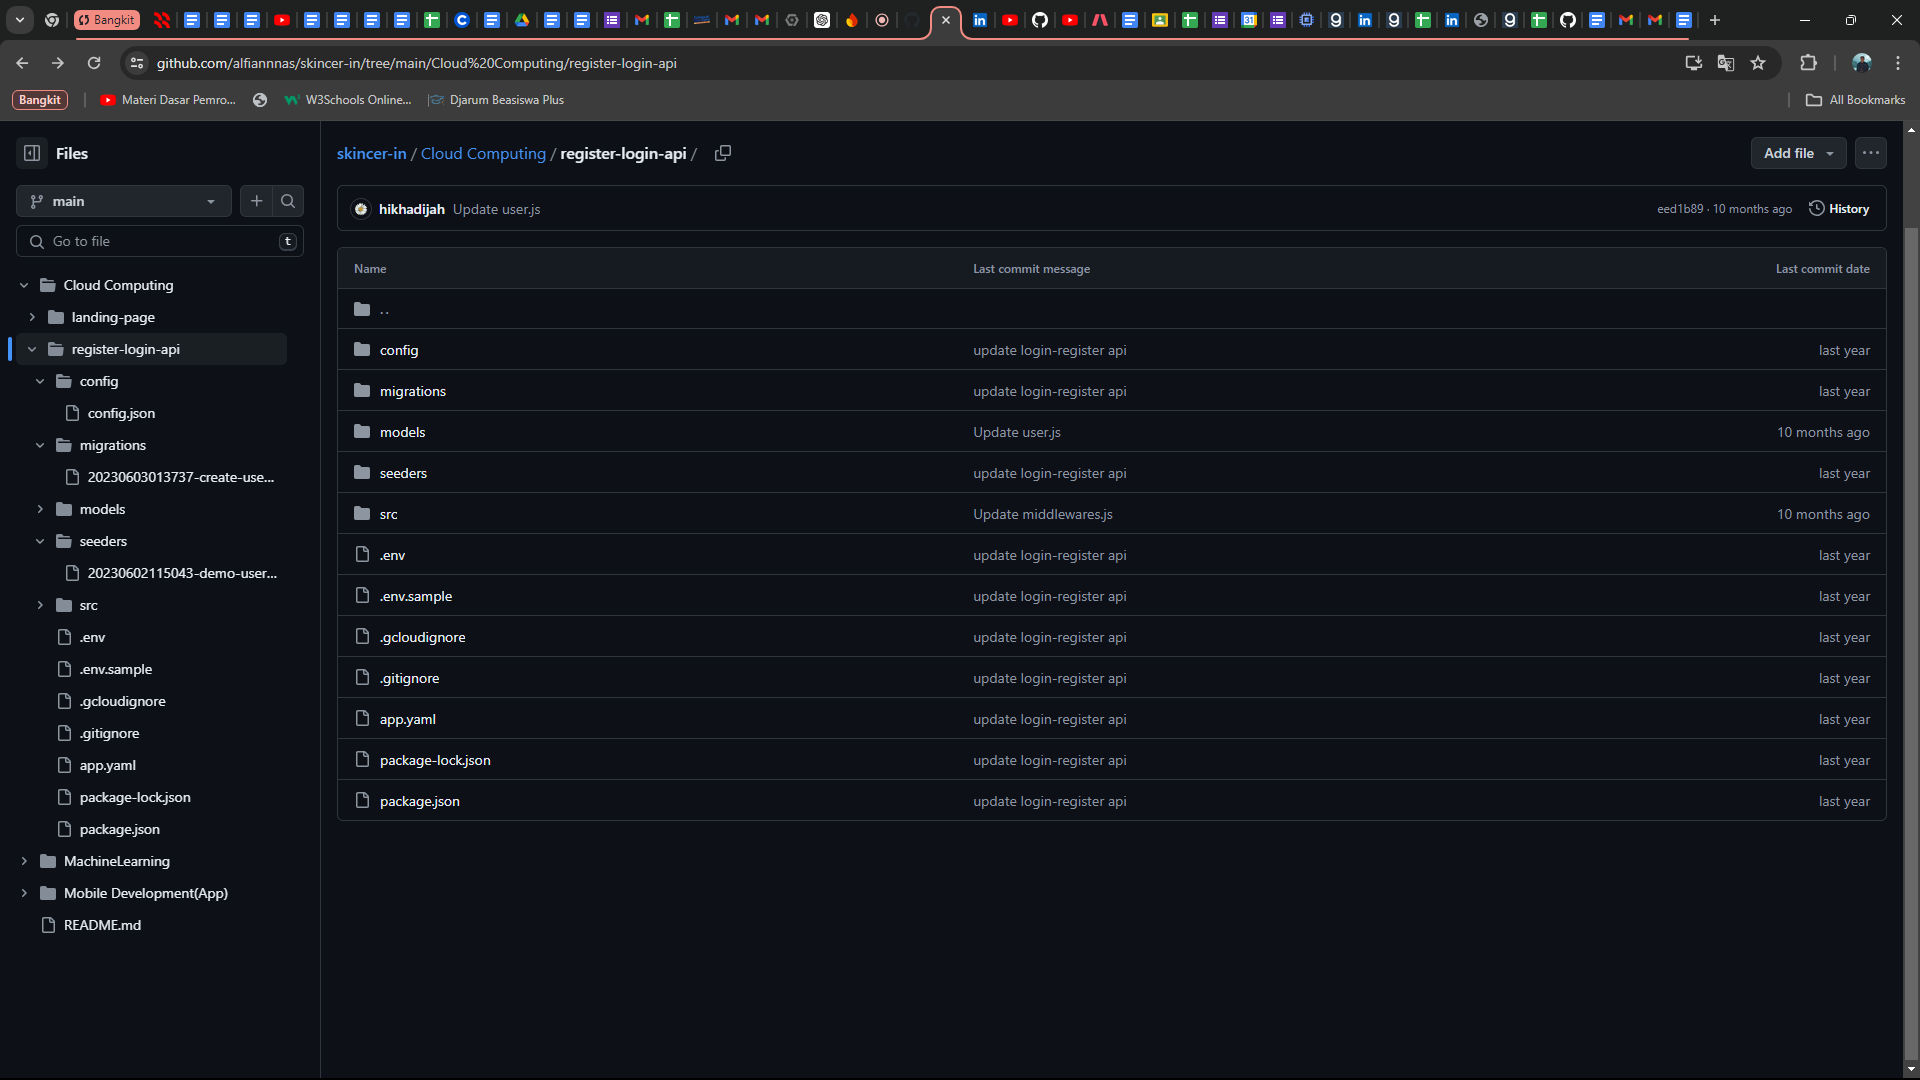 Bangkit
github.com/alfiannnas/skincer-in/tree/main/Cloud%20Computing/register-login-api
Bangkit
Materi Dasar Pemro...
W3Schools Online...
Djarum Beasiswa Plus
All Bookmarks
Files
skincer-in / Cloud Computing / register-login-api /
Add file
main
hikhadijah Update user.js
eed1b89 · 10 months ago
History
Go to file
t
Name
Last commit message
Last commit date
Cloud Computing
landing-page
register-login-api
config
config.json
migrations
20230603013737-create-use...
models
seeders
20230602115043-demo-user...
src
.env
.env.sample
.gcloudignore
.gitignore
app.yaml
package-lock.json
package.json
MachineLearning
Mobile Development(App)
README.md
..
config update login-register api last year
migrations update login-register api last year
models Update user.js 10 months ago
seeders update login-register api last year
src Update middlewares.js 10 months ago
.env update login-register api last year
.env.sample update login-register api last year
.gcloudignore update login-register api last year
.gitignore update login-register api last year
app.yaml update login-register api last year
package-lock.json update login-register api last year
package.json update login-register api last year